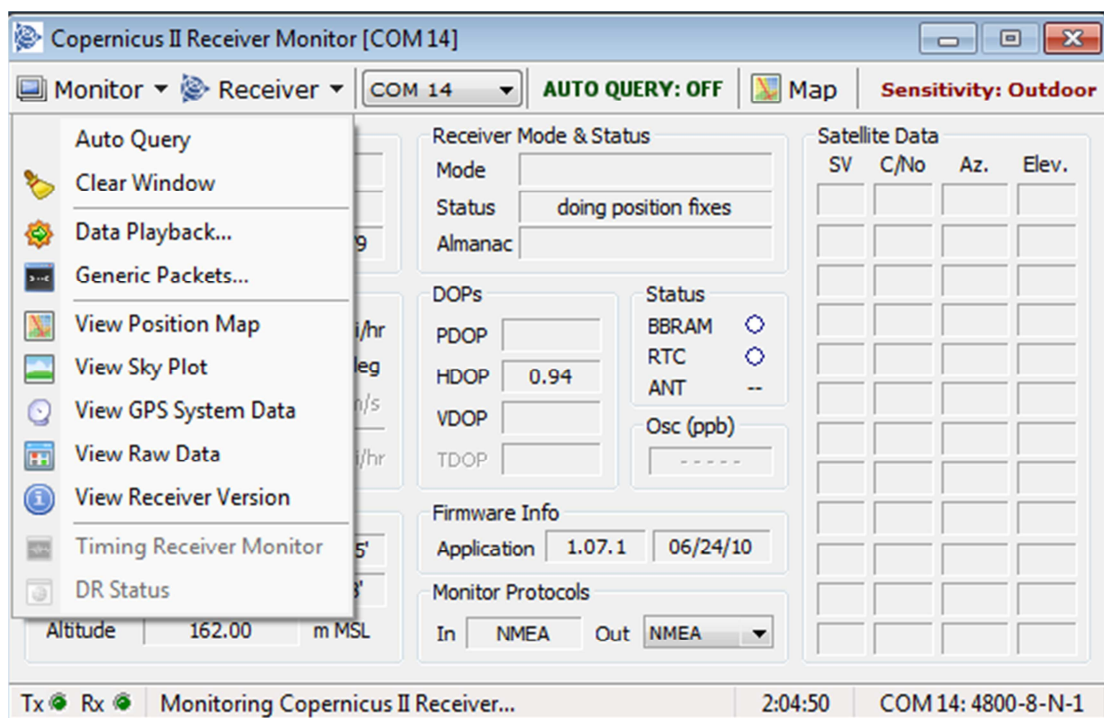 Copernicus II Receiver Monitor [COM 14]
Monitor Receiver COM 14 AUTO QUERY: OFF Map Sensitivity: Outdoor
Auto Query
Clear Window
Data Playback...
Generic Packets...
View Position Map
View Sky Plot
View GPS System Data
View Raw Data
View Receiver Version
Timing Receiver Monitor
DR Status
Altitude 162.00 m MSL
Receiver Mode & Status
Mode
Status doing position fixes
Almanac
DOPs
PDOP
HDOP 0.94
VDOP
TDOP
Status
BBRAM
RTC
ANT --
Osc (ppb)
-----
Firmware Info
Application 1.07.1 06/24/10
Monitor Protocols
In NMEA Out NMEA
Satellite Data
SV C/No Az. Elev.
Tx Rx Monitoring Copernicus II Receiver... 2:04:50 COM 14: 4800-8-N-1